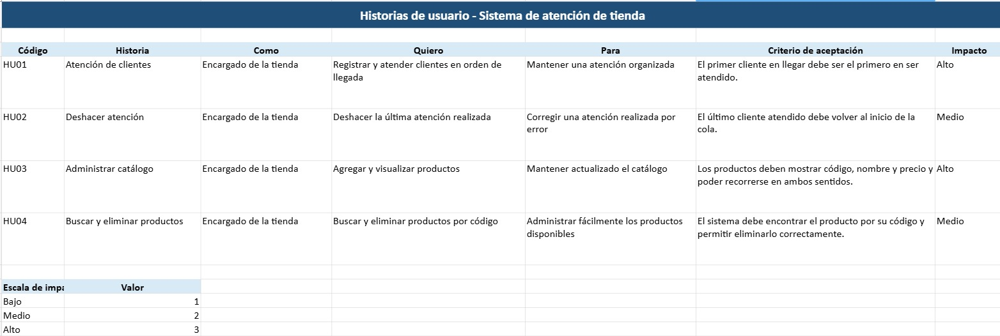 Historias de usuario - Sistema de atención de tienda
Código Historia Como Quiero Para Criterio de aceptación Impacto
HU01 Atención de clientes Encargado de la tienda Registrar y atender clientes en orden de Mantener una atención organizada El primer cliente en llegar debe ser el primero en ser Alto
llegada atendido.
HU02 Deshacer atención Encargado de la tienda Deshacer la última atención realizada Corregir una atención realizada por El último cliente atendido debe volver al inicio de la Medio
error cola.
HU03 Administrar catálogo Encargado de la tienda Agregar y visualizar productos Mantener actualizado el catálogo Los productos deben mostrar código, nombre y precio y Alto
poder recorrerse en ambos sentidos.
HU04 Buscar y eliminar productos Encargado de la tienda Buscar y eliminar productos por código Administrar fácilmente los productos El sistema debe encontrar el producto por su código y Medio
disponibles permitir eliminarlo correctamente.
Escala de impa Valor
Bajo 1
Medio 2
Alto 3